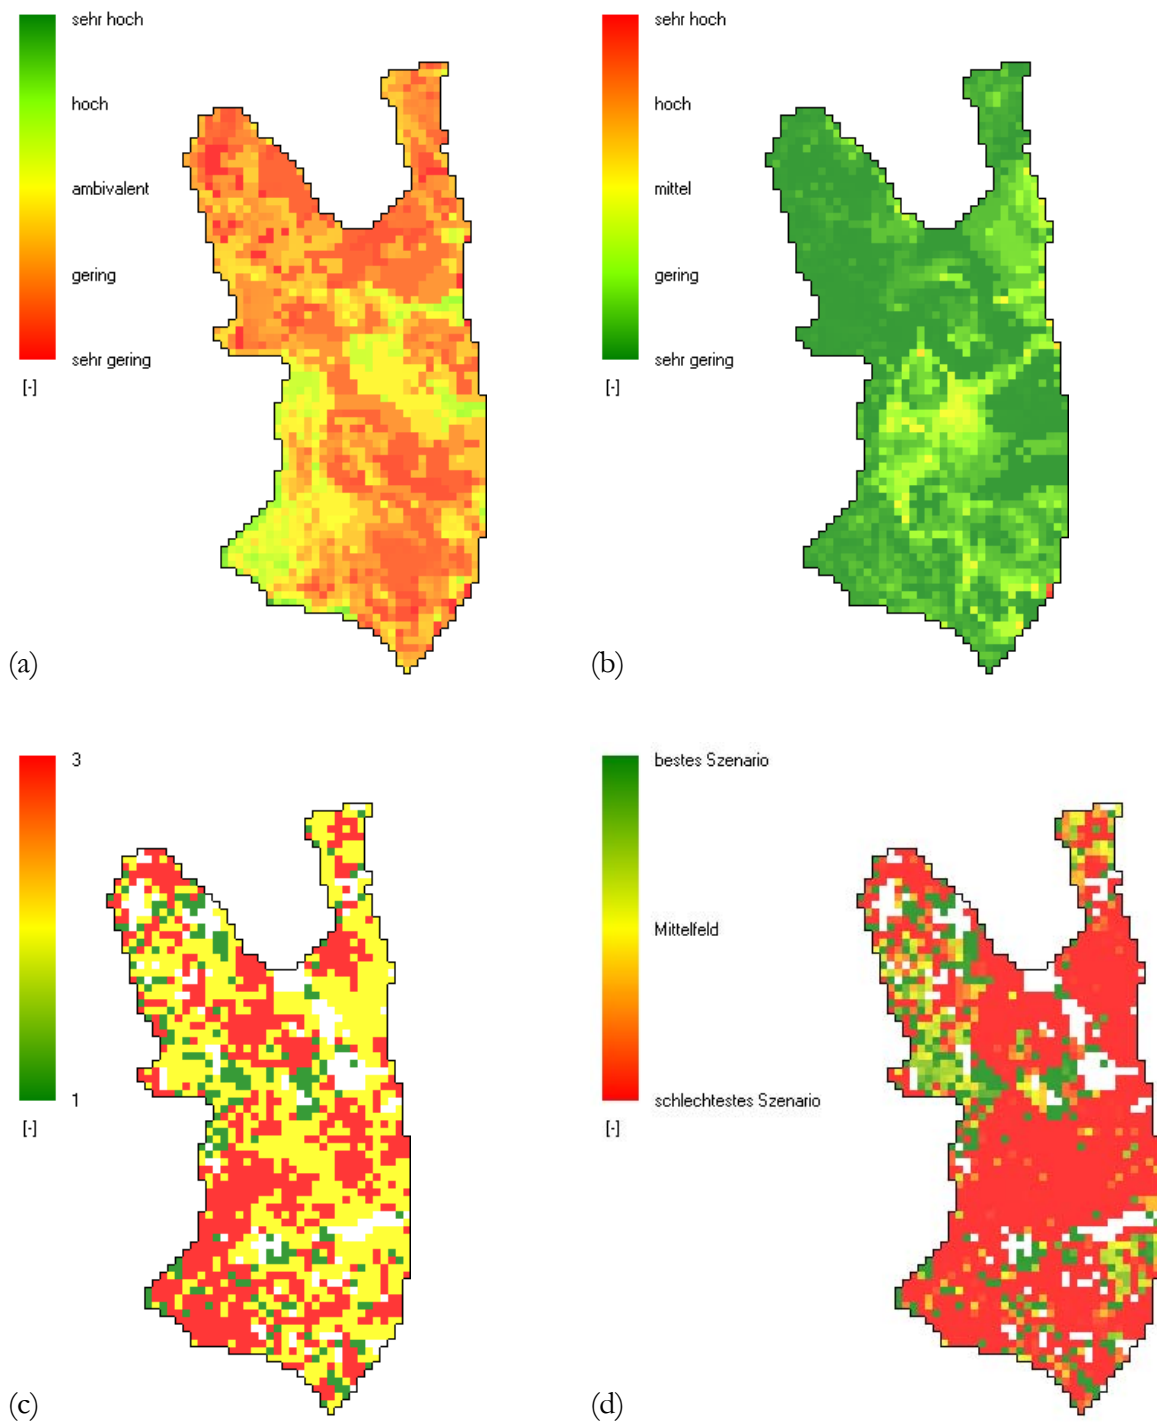 sehr hoch
hoch
ambivalent
gering
sehr gering
[-]
(a)
sehr hoch
hoch
mittel
gering
sehr gering
[-]
(b)
3
1
[-]
(c)
bestes Szenario
Mittelfeld
schlechtestes Szenario
[-]
(d)